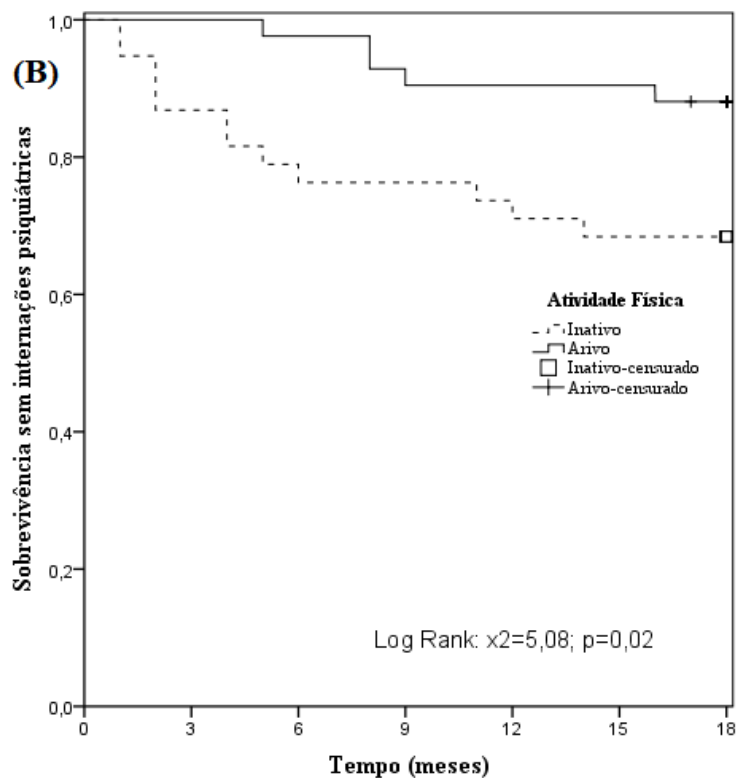 (B)
Sobrevivência sem internações psiquiátricas
1,0
0,8
0,6
0,4
0,2
0,0
Atividade Física
Inativo
Arivo
Inativo-censurado
Arivo-censurado
Log Rank: x2=5,08; p=0,02
0 3 6 9 12 15 18
Tempo (meses)